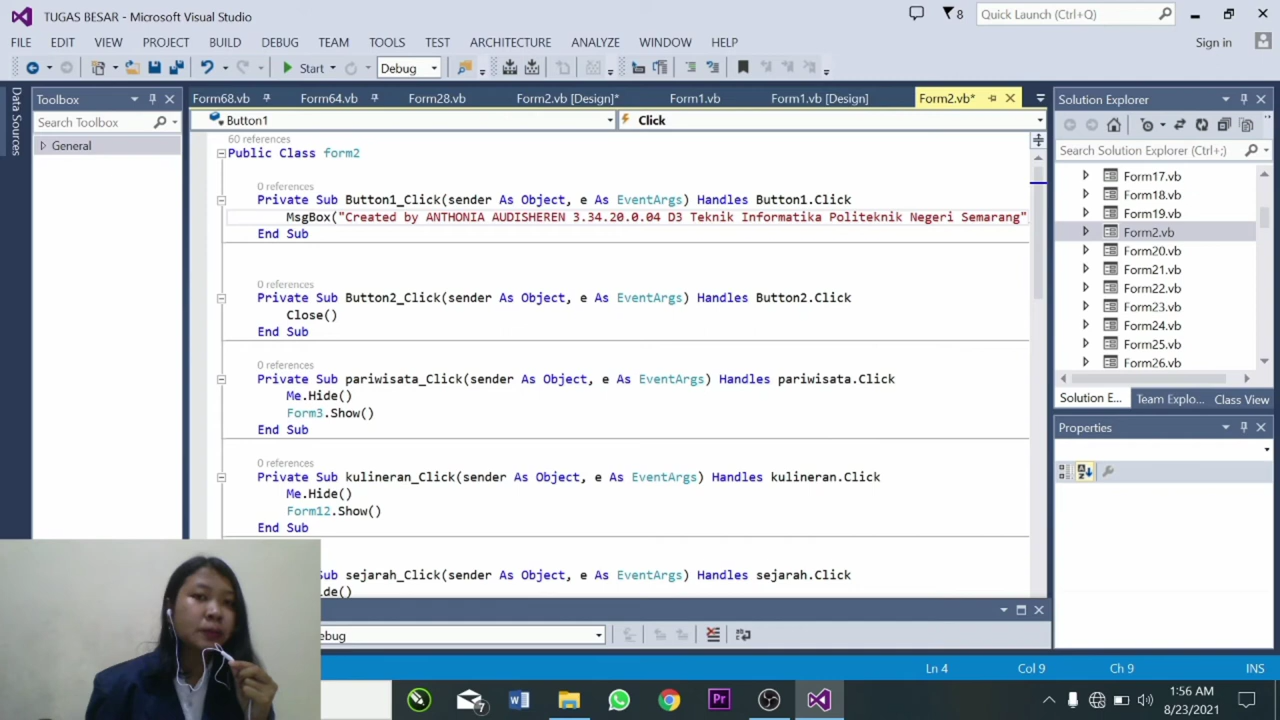 TUGAS BESAR - Microsoft Visual Studio
8
Quick Launch (Ctrl+Q)
FILE EDIT VIEW PROJECT BUILD DEBUG TEAM TOOLS TEST ARCHITECTURE ANALYZE WINDOW HELP
Sign in
Start
Debug
Data Sources
Toolbox
Form68.vb Form64.vb Form28.vb Form2.vb [Design]* Form1.vb Form1.vb [Design] Form2.vb*
Solution Explorer
Search Toolbox
Button1
Click
General
60 references
Public Class form2
0 references
Private Sub Button1_Click(sender As Object, e As EventArgs) Handles Button1.Click
MsgBox("Created by ANTHONIA AUDISHEREN 3.34.20.0.04 D3 Teknik Informatika Politeknik Negeri Semarang"
End Sub
0 references
Private Sub Button2_Click(sender As Object, e As EventArgs) Handles Button2.Click
Close()
End Sub
0 references
Private Sub pariwisata_Click(sender As Object, e As EventArgs) Handles pariwisata.Click
Me.Hide()
Form3.Show()
End Sub
0 references
Private Sub kulineran_Click(sender As Object, e As EventArgs) Handles kulineran.Click
Me.Hide()
Form12.Show()
End Sub
Sub sejarah_Click(sender As Object, e As EventArgs) Handles sejarah.Click
ide()
Search Solution Explorer (Ctrl+;)
Form17.vb
Form18.vb
Form19.vb
Form2.vb
Form20.vb
Form21.vb
Form22.vb
Form23.vb
Form24.vb
Form25.vb
Form26.vb
Solution E... Team Explo... Class View
Properties
ebug
Ln 4 Col 9 Ch 9 INS
7
1:56 AM
8/23/2021